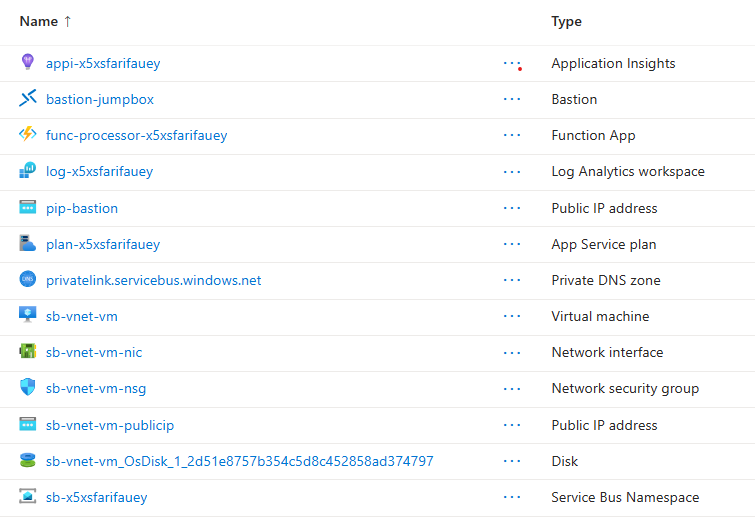 Name ↑ Type
appi-x5xsfarifauey ... Application Insights
bastion-jumpbox ... Bastion
func-processor-x5xsfarifauey ... Function App
log-x5xsfarifauey ... Log Analytics workspace
pip-bastion ... Public IP address
plan-x5xsfarifauey ... App Service plan
privatelink.servicebus.windows.net ... Private DNS zone
sb-vnet-vm ... Virtual machine
sb-vnet-vm-nic ... Network interface
sb-vnet-vm-nsg ... Network security group
sb-vnet-vm-publicip ... Public IP address
sb-vnet-vm_OsDisk_1_2d51e8757b354c5d8c452858ad374797 ... Disk
sb-x5xsfarifauey ... Service Bus Namespace